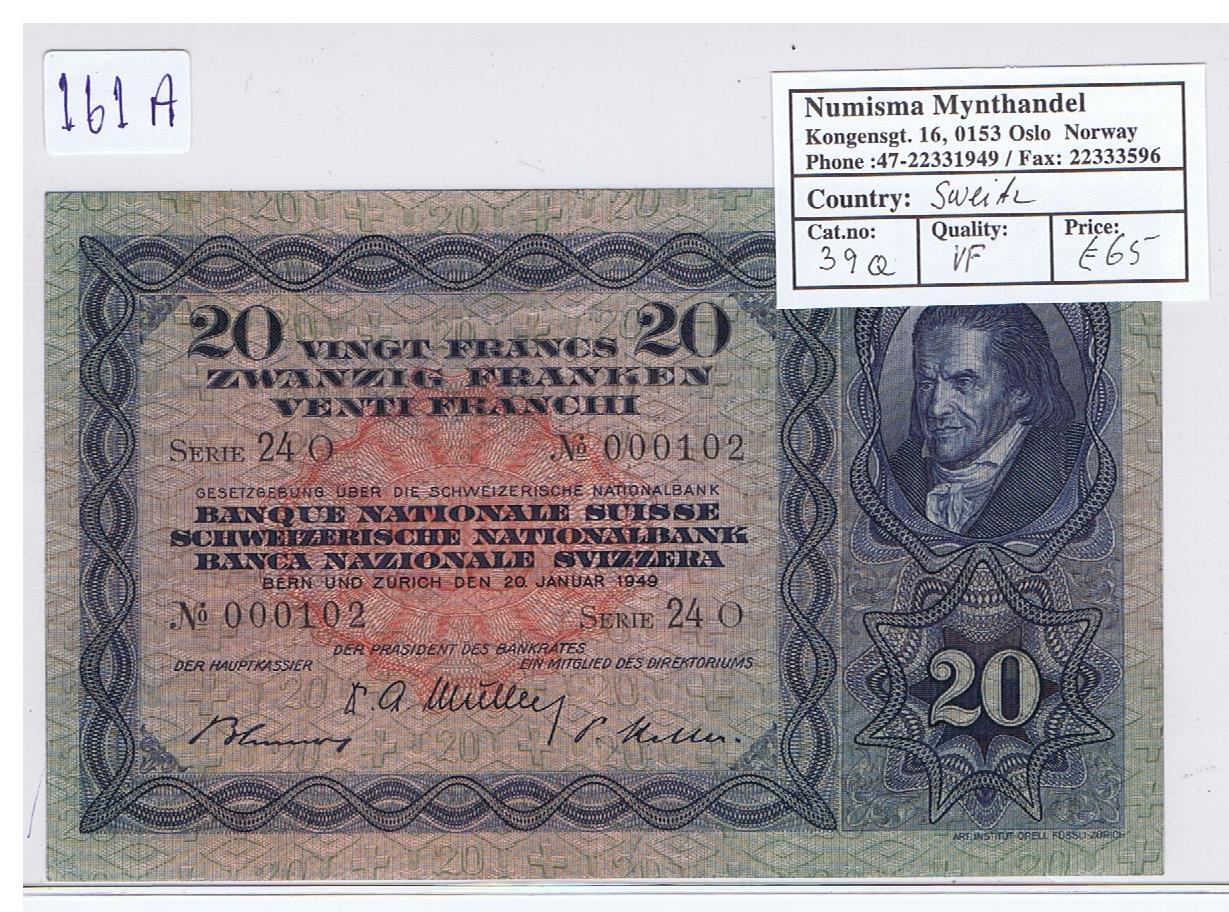 161 A
Numisma Mynthandel
Kongensgt. 16, 0153 Oslo Norway
Phone :47-22331949 / Fax: 22333596
Country: Sweitz
Cat.no: 39Q
Quality: VF
Price: £65
20 VINGT FRANCS 20
ZWANZIG FRANKEN
VENTI FRANCHI
SERIE 24 O № 000102
GESETZGEBUNG ÜBER DIE SCHWEIZERISCHE NATIONALBANK
BANQUE NATIONALE SUISSE
SCHWEIZERISCHE NATIONALBANK
BANCA NAZIONALE SVIZZERA
BERN UND ZÜRICH DEN 20. JANUAR 1949
№ 000102 SERIE 24 O
DER PRÄSIDENT DES BANKRATES
DER HAUPTKASSIER EIN MITGLIED DES DIREKTORIUMS
A. Müller
20
ART. INSTITUT ORELL FÜSSLI ZÜRICH